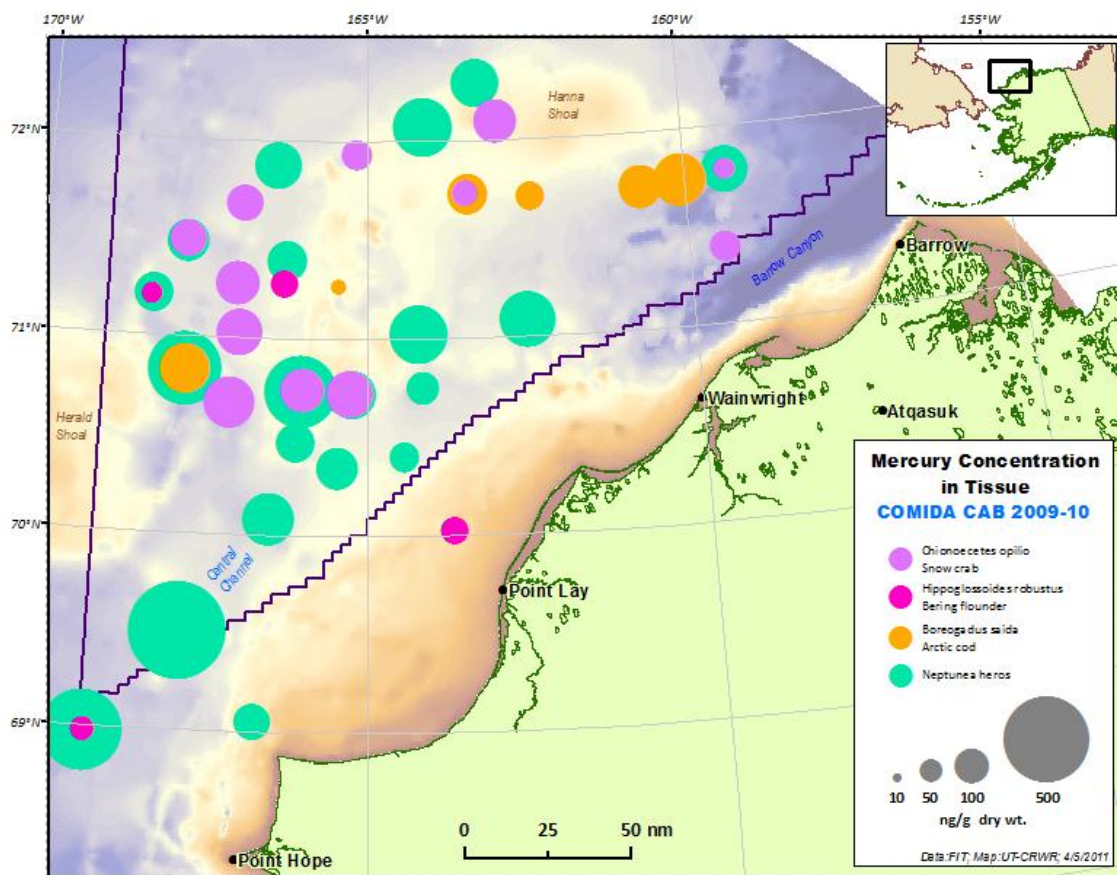 170°W
165°W
160°W
155°W
72°N
71°N
70°N
69°N
Hanna
Shoal
Herald
Shoal
Barrow Canyon
Central
Channel
Barrow
Wainwright
Atqasuk
Point Lay
Point Hope
0 25 50 nm
Mercury Concentration
in Tissue
COMIDA CAB 2009-10
Chionoecetes opilio
Snow crab
Hippoglossoides robustus
Bering flounder
Boreogadus saida
Arctic cod
Neptunea heros
10 50 100 500
ng/g dry wt.
Data:FIT; Map:UT-CRWR; 4/5/2011